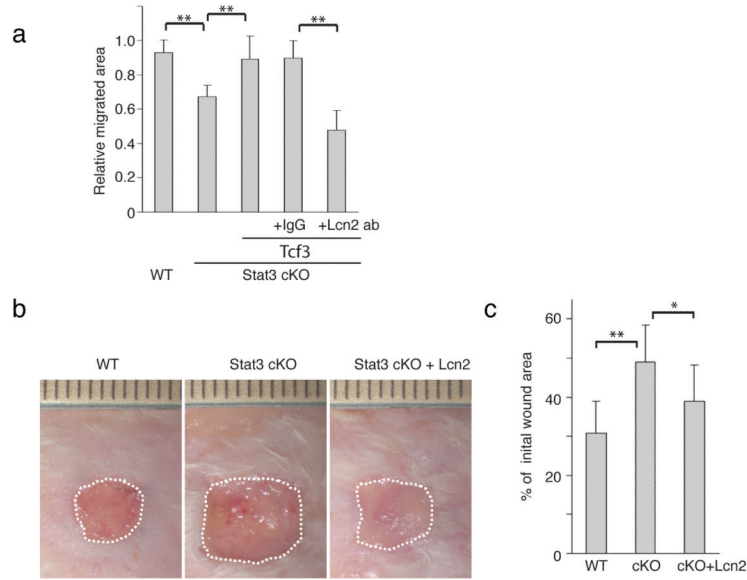 a
Relative migrated area
1.0
0.8
0.6
0.4
0.2
0
**
**
**
+IgG
+Lcn2 ab
Tcf3
WT
Stat3 cKO
b
WT
Stat3 cKO
Stat3 cKO + Lcn2
c
% of inital wound area
60
40
20
0
**
*
WT
cKO
cKO+Lcn2